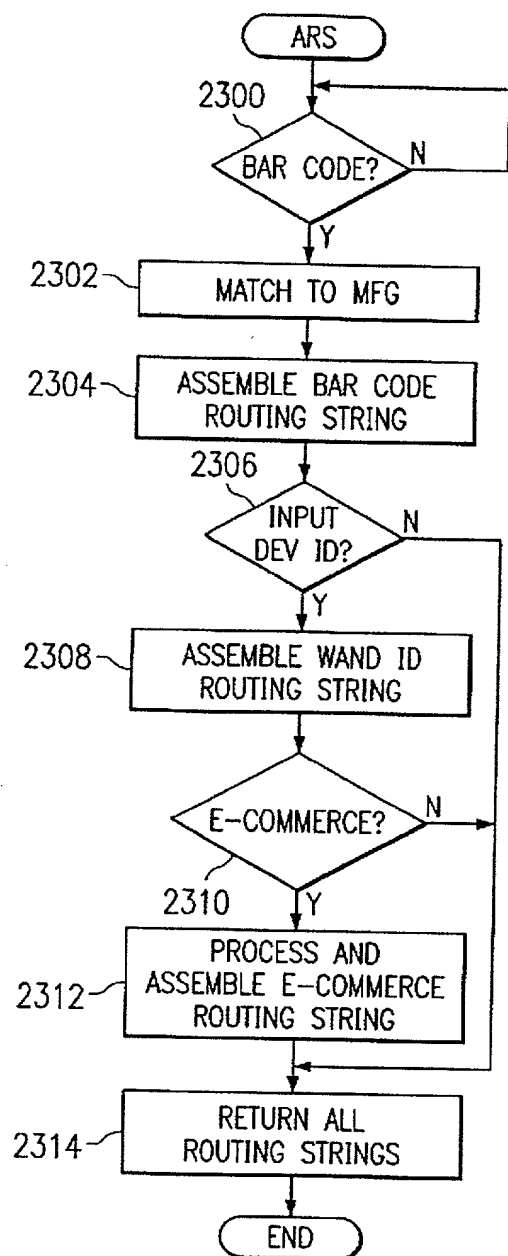 ARS
2300
BAR CODE?
N
Y
2302
MATCH TO MFG
2304
ASSEMBLE BAR CODE
ROUTING STRING
2306
INPUT
DEV ID?
N
Y
2308
ASSEMBLE WAND ID
ROUTING STRING
E-COMMERCE?
N
2310
Y
2312
PROCESS AND
ASSEMBLE E-COMMERCE
ROUTING STRING
2314
RETURN ALL
ROUTING STRINGS
END